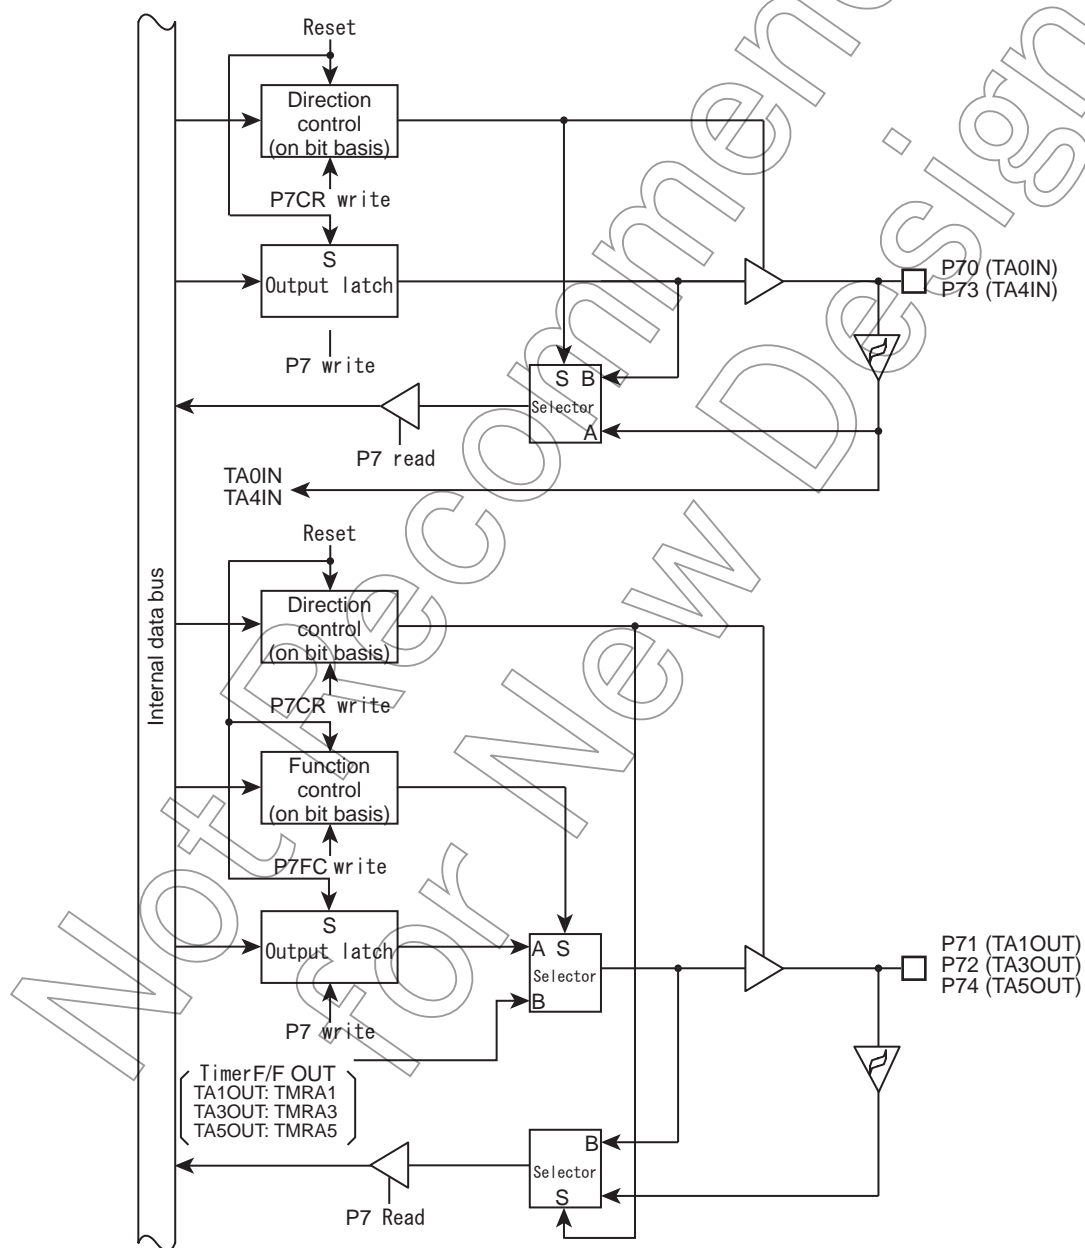 Reset
Direction
control
(on bit basis)
P7CR write
S
Output latch
P7 write
P70 (TA0IN)
P73 (TA4IN)
S B
Selector
A
P7 read
TA0IN
TA4IN
Reset
Internal data bus
Direction
control
(on bit basis)
P7CR write
Function
control
(on bit basis)
P7FC write
S
Output latch
A S
Selector
B
P7 write
P71 (TA1OUT)
P72 (TA3OUT)
P74 (TA5OUT)
TimerF/F OUT
TA1OUT: TMRA1
TA3OUT: TMRA3
TA5OUT: TMRA5
B
Selector
S
P7 Read
Not Recommen
for New Design